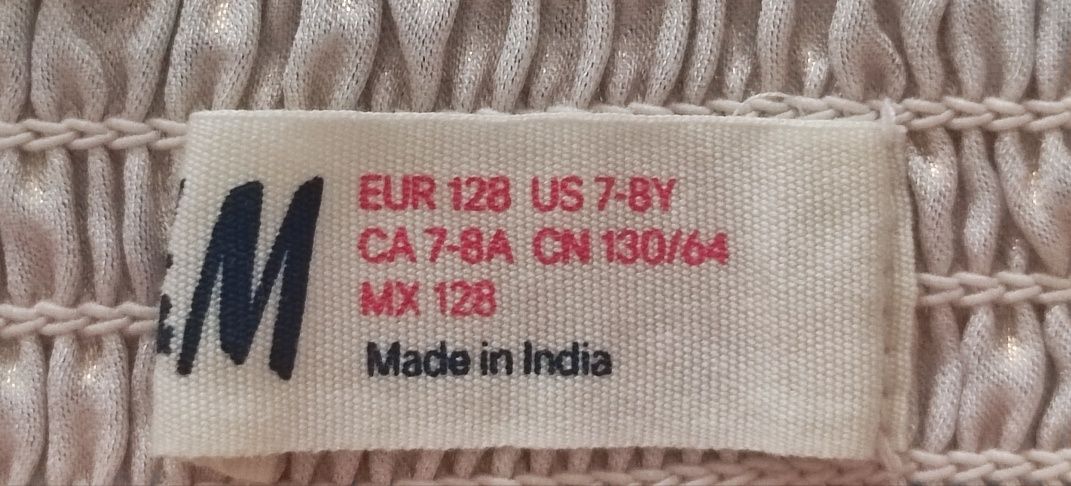 &M
EUR 128 US 7-8Y
CA 7-8A CN 130/64
MX 128
Made in India